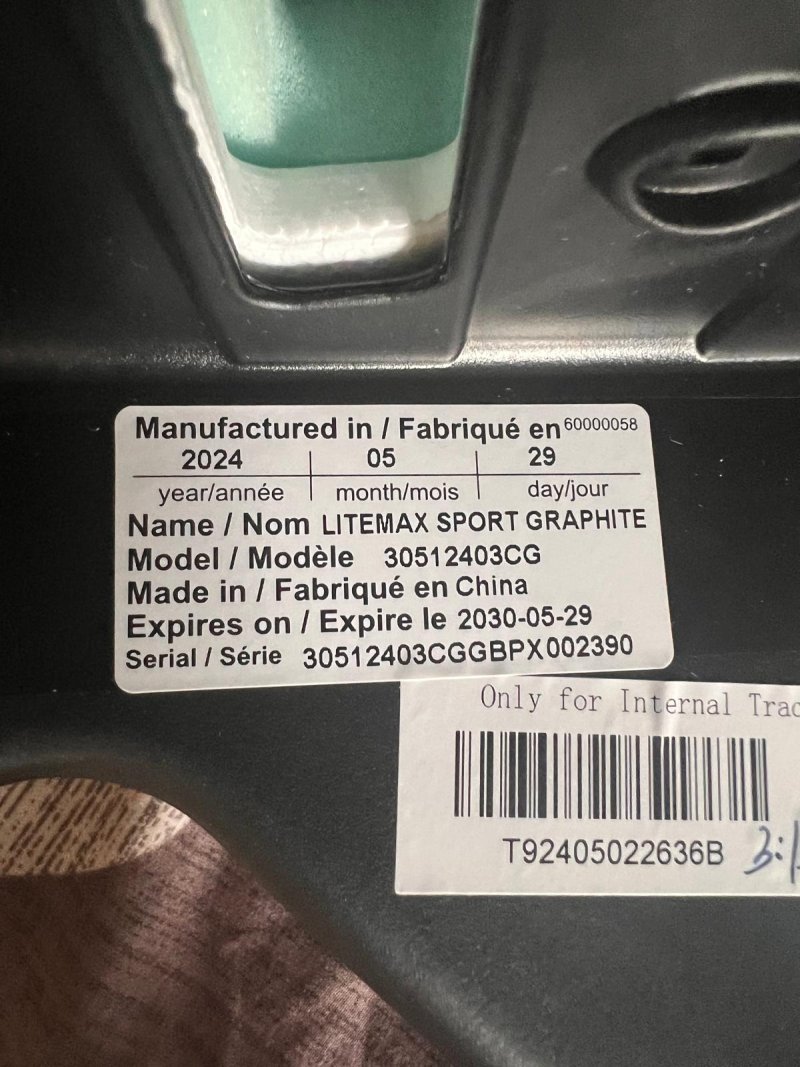 Manufactured in / Fabriqué en 60000058
2024 05 29
year/année month/mois day/jour
Name / Nom LITEMAX SPORT GRAPHITE
Model / Modèle 30512403CG
Made in / Fabriqué en China
Expires on / Expire le 2030-05-29
Serial / Série 30512403CGGBPX002390
Only for Internal Trac
T92405022636B